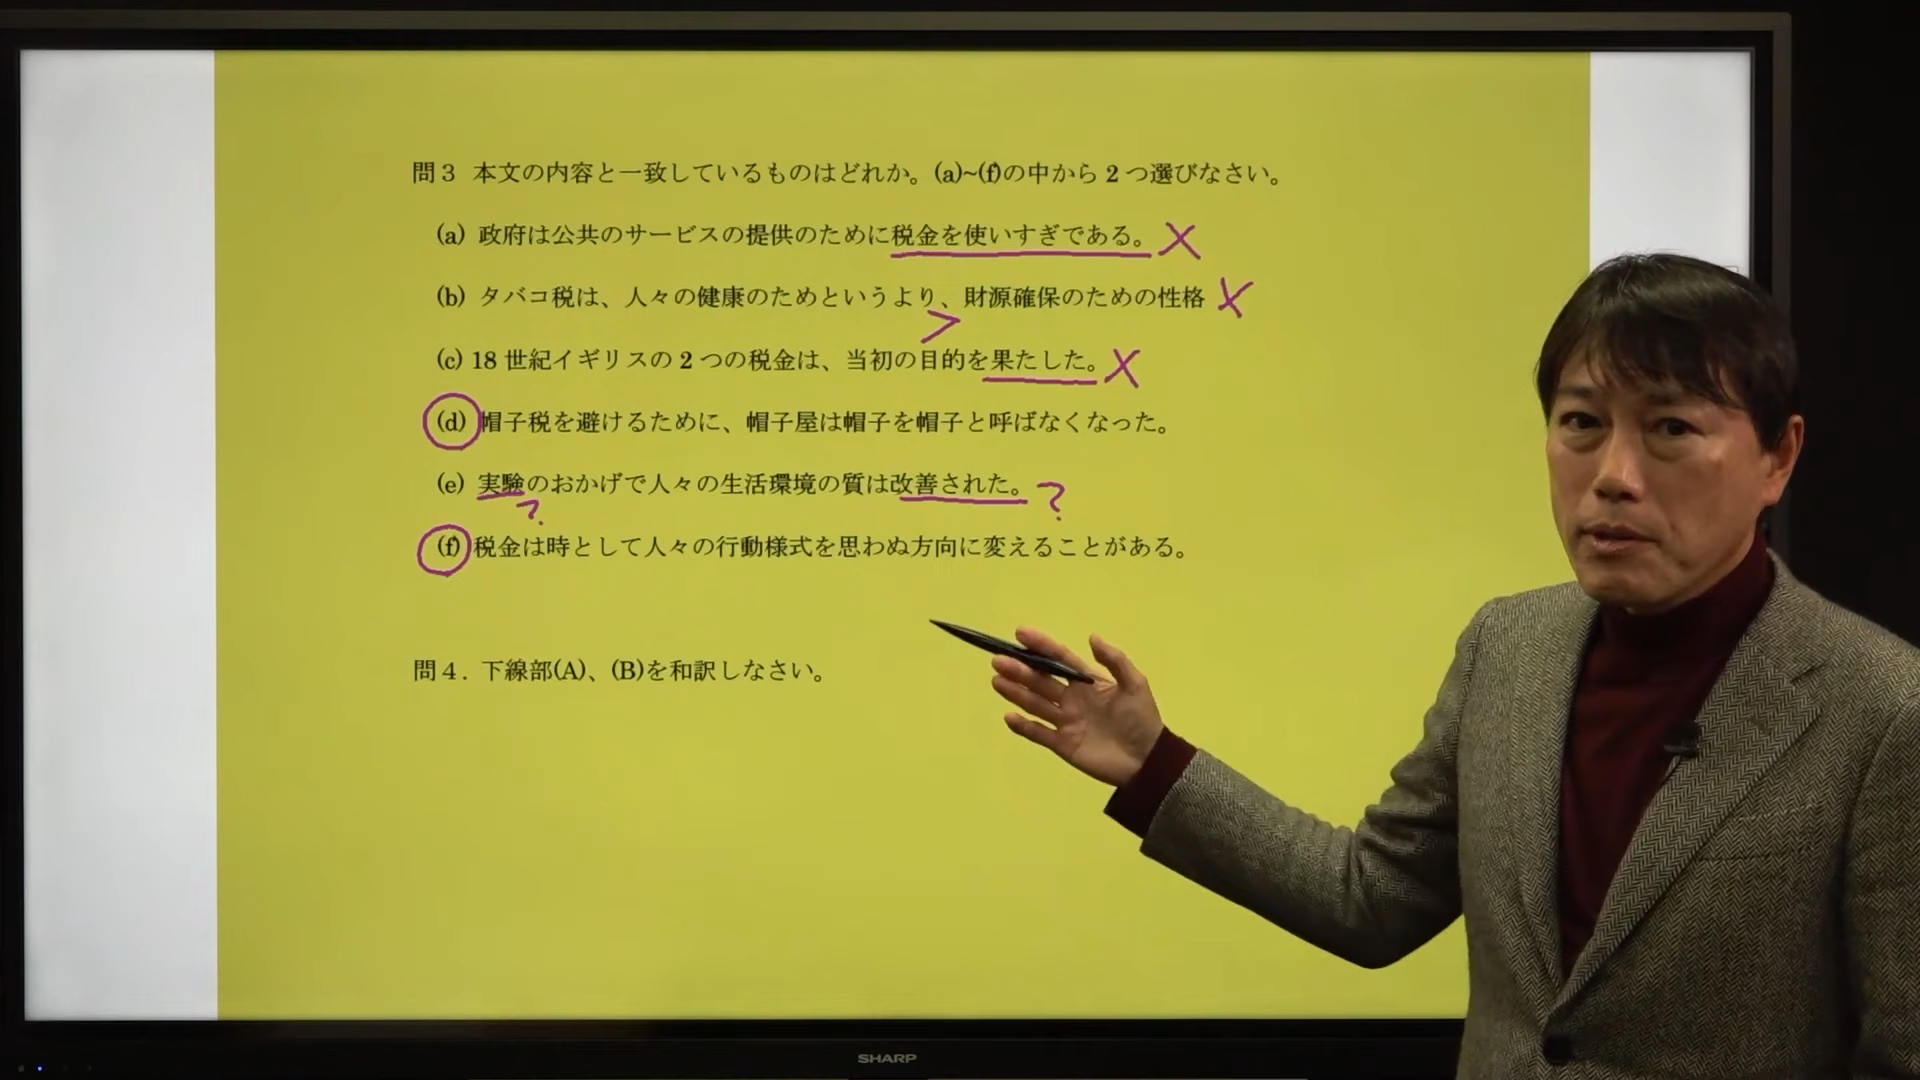 問３ 本文の内容と一致しているものはどれか。(a)~(f)の中から 2 つ選びなさい。
(a) 政府は公共のサービスの提供のために税金を使いすぎである。 ×
(b) タバコ税は、人々の健康のためというより、財源確保のための性格 ×
>
(c) 18 世紀イギリスの 2 つの税金は、当初の目的を果たした。 ×
(d) 帽子税を避けるために、帽子屋は帽子を帽子と呼ばなくなった。
(e) 実験のおかげで人々の生活環境の質は改善された。 ?
?
(f) 税金は時として人々の行動様式を思わぬ方向に変えることがある。
問４. 下線部(A)、(B)を和訳しなさい。
SHARP